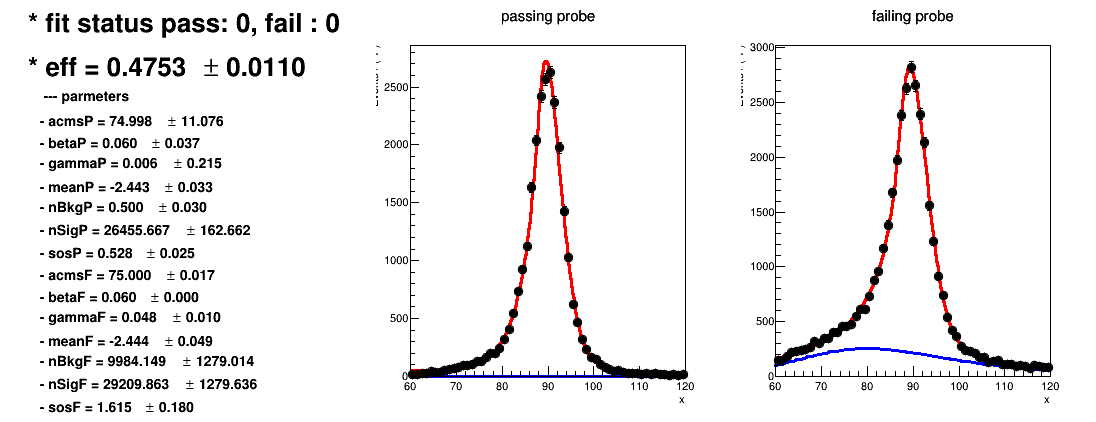 * fit status pass: 0, fail : 0
* eff = 0.4753 ± 0.0110
--- parmeters
- acmsP = 74.998 ± 11.076
- betaP = 0.060 ± 0.037
- gammaP = 0.006 ± 0.215
- meanP = -2.443 ± 0.033
- nBkgP = 0.500 ± 0.030
- nSigP = 26455.667 ± 162.662
- sosP = 0.528 ± 0.025
- acmsF = 75.000 ± 0.017
- betaF = 0.060 ± 0.000
- gammaF = 0.048 ± 0.010
- meanF = -2.444 ± 0.049
- nBkgF = 9984.149 ± 1279.014
- nSigF = 29209.863 ± 1279.636
- sosF = 1.615 ± 0.180
passing probe
2500
2000
1500
1000
500
0
60 70 80 90 100 110 120
x
failing probe
3000
2500
2000
1500
1000
500
0
60 70 80 90 100 110 120
x